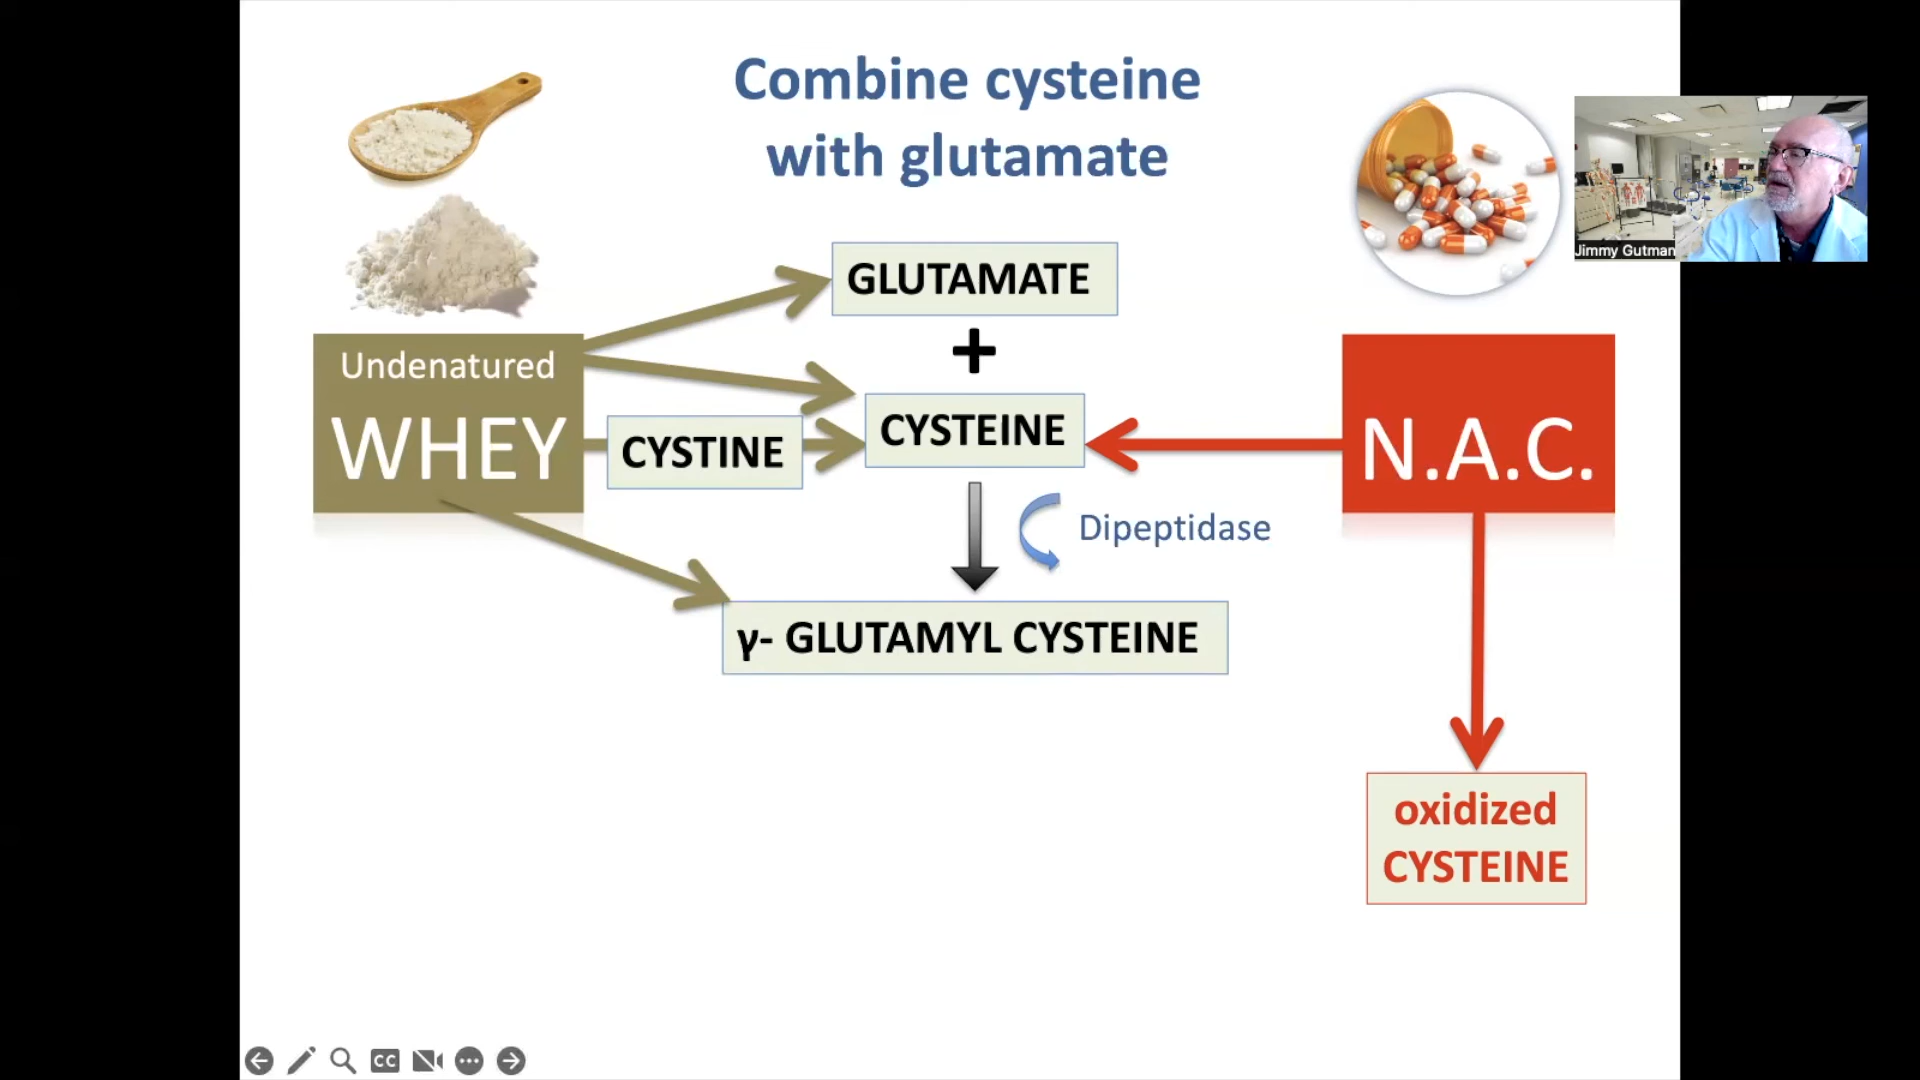 Combine cysteine
with glutamate
GLUTAMATE
+
Undenatured
WHEY
CYSTINE
CYSTEINE
N.A.C.
Dipeptidase
γ- GLUTAMYL CYSTEINE
oxidized
CYSTEINE
Jimmy Gutman
CC